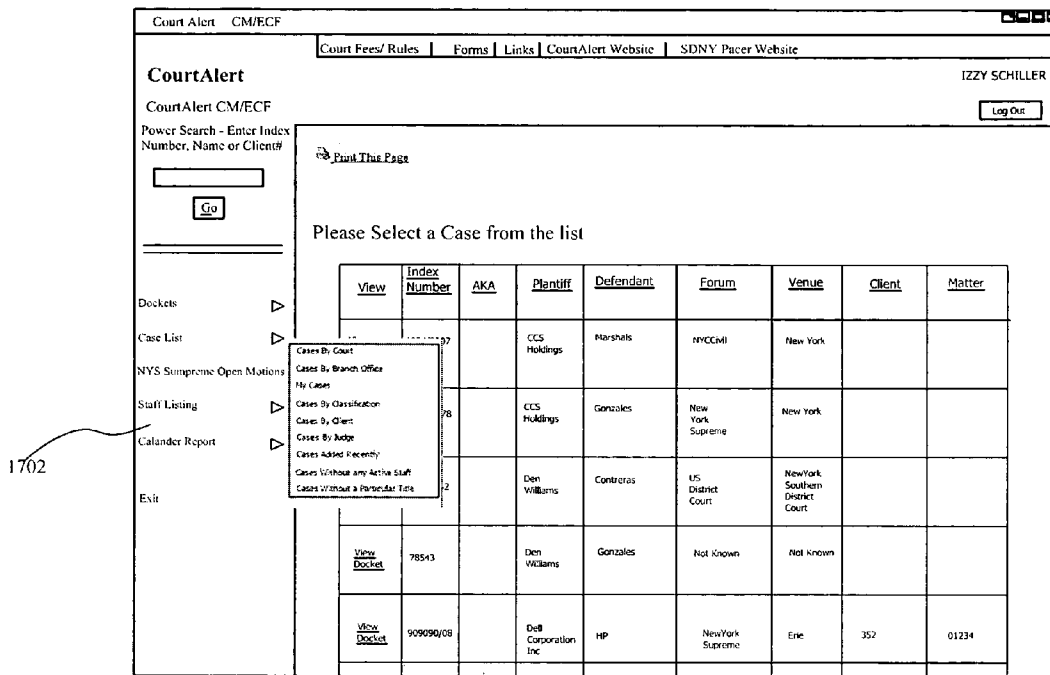 Court Alert CM/ECF
Court Fees/ Rules | Forms | Links | CourtAlert Website | SDNY Pacer Website
CourtAlert
IZZY SCHILLER
CourtAlert CM/ECF
Log Out
Power Search - Enter Index
Number, Name or Client#
Go
Print This Page
Please Select a Case from the list
View Index Number AKA Plantiff Defendant Forum Venue Client Matter
Dockets
Case List
NYS Sumpreme Open Motions
Staff Listing
Calander Report
Exit
1702
Cases By Court
Cases By Branch Office
My Cases
Cases By Classification
Cases By Client
Cases By Judge
Cases Added Recently
Cases Without any Active Staff
Cases Without a Particular Title
97 CCS Holdings Marshals NYCCivil New York
78 CCS Holdings Gonzales New York Supreme New York
2 Den Williams Contreras US District Court NewYork Southern District Court
View Docket 78543 Den Williams Gonzales Not Known Not Known
View Docket 909090/08 Dell Corporation Inc HP NewYork Supreme Erie 352 01234